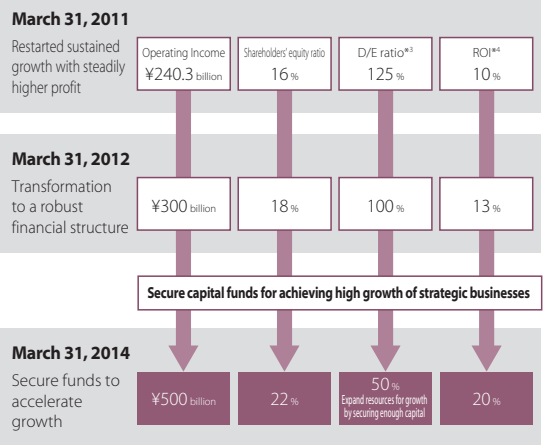 March 31, 2011
Restarted sustained
growth with steadily
higher profit
Operating Income
¥240.3 billion
Shareholders' equity ratio
16 %
D/E ratio*3
125 %
ROI*4
10 %
March 31, 2012
Transformation
to a robust
financial structure
¥300 billion
18 %
100 %
13 %
Secure capital funds for achieving high growth of strategic businesses
March 31, 2014
Secure funds to
accelerate
growth
¥500 billion
22 %
50 %
Expand resources for growth
by securing enough capital
20 %